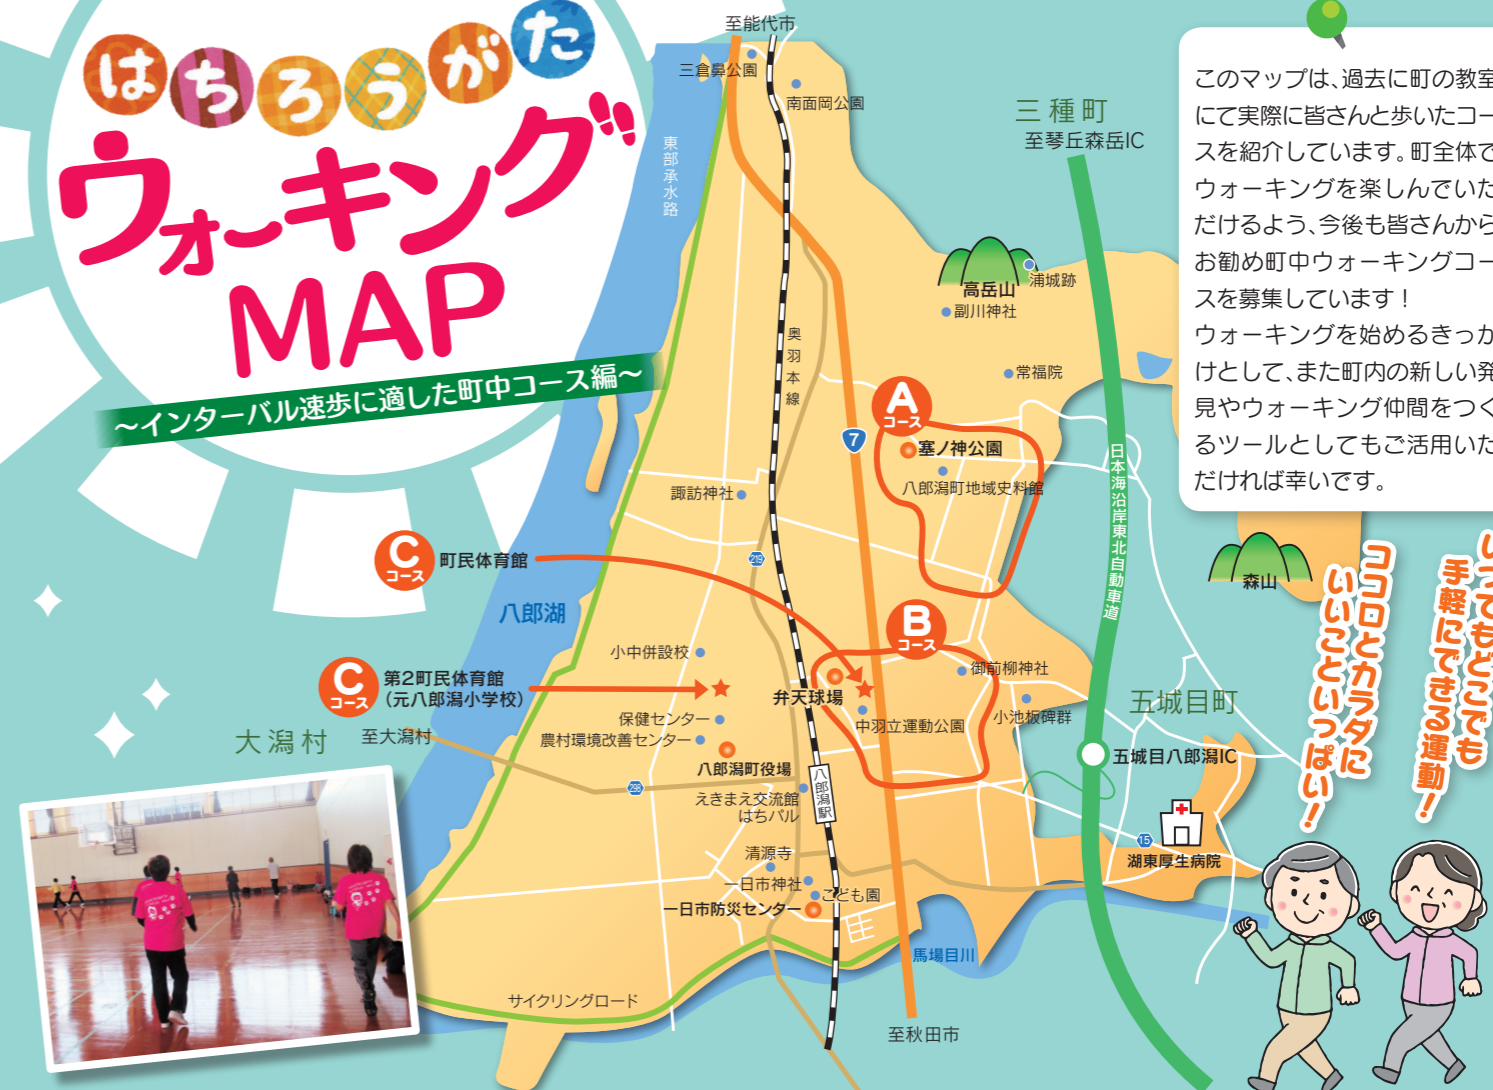 はちろうがた
ウォーキング
MAP
～インターバル速歩に適した町中コース編～
このマップは、過去に町の教室
にて実際に皆さんと歩いたコー
スを紹介しています。町全体で
ウォーキングを楽しんでいた
だけるよう、今後も皆さんから
お勧め町中ウォーキングコー
スを募集しています！
ウォーキングを始めるきっか
けとして、また町内の新しい発
見やウォーキング仲間をつく
るツールとしてもご活用いた
だければ幸いです。
至能代市
三倉鼻公園
南面岡公園
東部承水路
三種町
至琴丘森岳IC
高岳山
浦城跡
副川神社
奥羽本線
常福院
A
コース
7
塞ノ神公園
八郎潟町地域史料館
日本海沿岸東北自動車道
諏訪神社
C
コース
町民体育館
219
森山
八郎湖
B
コース
小中併設校
御前柳神社
C
コース
第2町民体育館
（元八郎潟小学校）
弁天球場
中羽立運動公園
小池板碑群
五城目町
保健センター
農村環境改善センター
大潟村
至大潟村
五城目八郎潟IC
八郎潟町役場
八郎潟駅
298
えきまえ交流館
はちパル
15
湖東厚生病院
清源寺
一日市神社
こども園
一日市防災センター
馬場目川
サイクリングロード
至秋田市
いつでもどこでも
手軽にできる運動！
ココロとカラダに
いいこといっぱい！